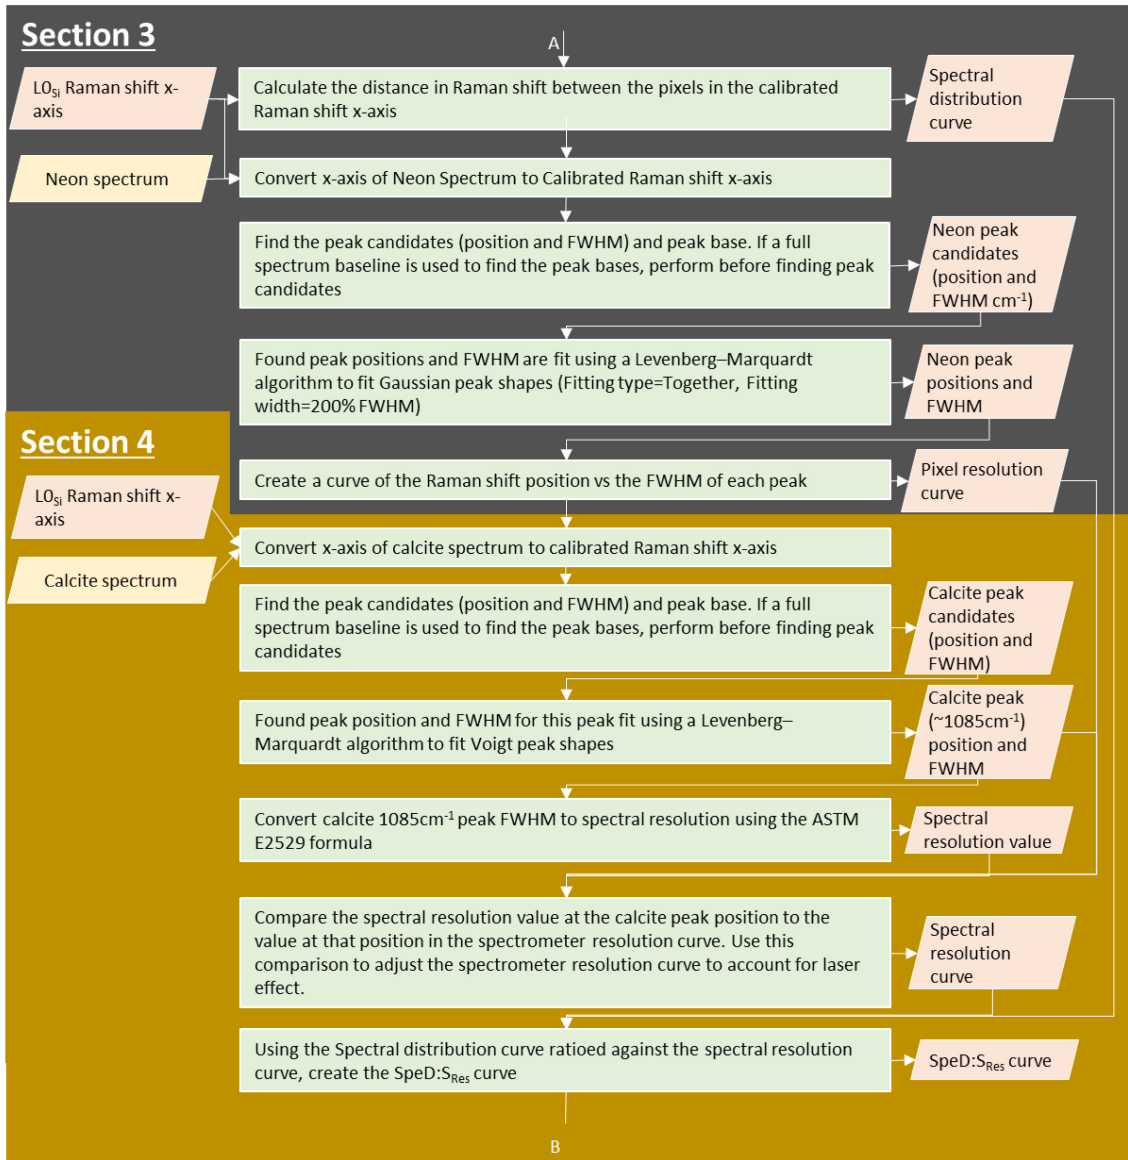 Section 3
A
L0Si Raman shift x-
axis
Calculate the distance in Raman shift between the pixels in the calibrated
Raman shift x-axis
Spectral
distribution
curve
Neon spectrum
Convert x-axis of Neon Spectrum to Calibrated Raman shift x-axis
Find the peak candidates (position and FWHM) and peak base. If a full
spectrum baseline is used to find the peak bases, perform before finding peak
candidates
Neon peak
candidates
(position and
FWHM cm-1)
Found peak positions and FWHM are fit using a Levenberg–Marquardt
algorithm to fit Gaussian peak shapes (Fitting type=Together, Fitting
width=200% FWHM)
Neon peak
positions and
FWHM
Section 4
Create a curve of the Raman shift position vs the FWHM of each peak
Pixel resolution
curve
L0Si Raman shift x-
axis
Convert x-axis of calcite spectrum to calibrated Raman shift x-axis
Calcite spectrum
Find the peak candidates (position and FWHM) and peak base. If a full
spectrum baseline is used to find the peak bases, perform before finding peak
candidates
Calcite peak
candidates
(position and
FWHM)
Found peak position and FWHM for this peak fit using a Levenberg–
Marquardt algorithm to fit Voigt peak shapes
Calcite peak
(~1085cm-1)
position and
FWHM
Convert calcite 1085cm-1 peak FWHM to spectral resolution using the ASTM
E2529 formula
Spectral
resolution value
Compare the spectral resolution value at the calcite peak position to the
value at that position in the spectrometer resolution curve. Use this
comparison to adjust the spectrometer resolution curve to account for laser
effect.
Spectral
resolution
curve
Using the Spectral distribution curve ratioed against the spectral resolution
curve, create the SpeD:SRes curve
SpeD:SRes curve
B